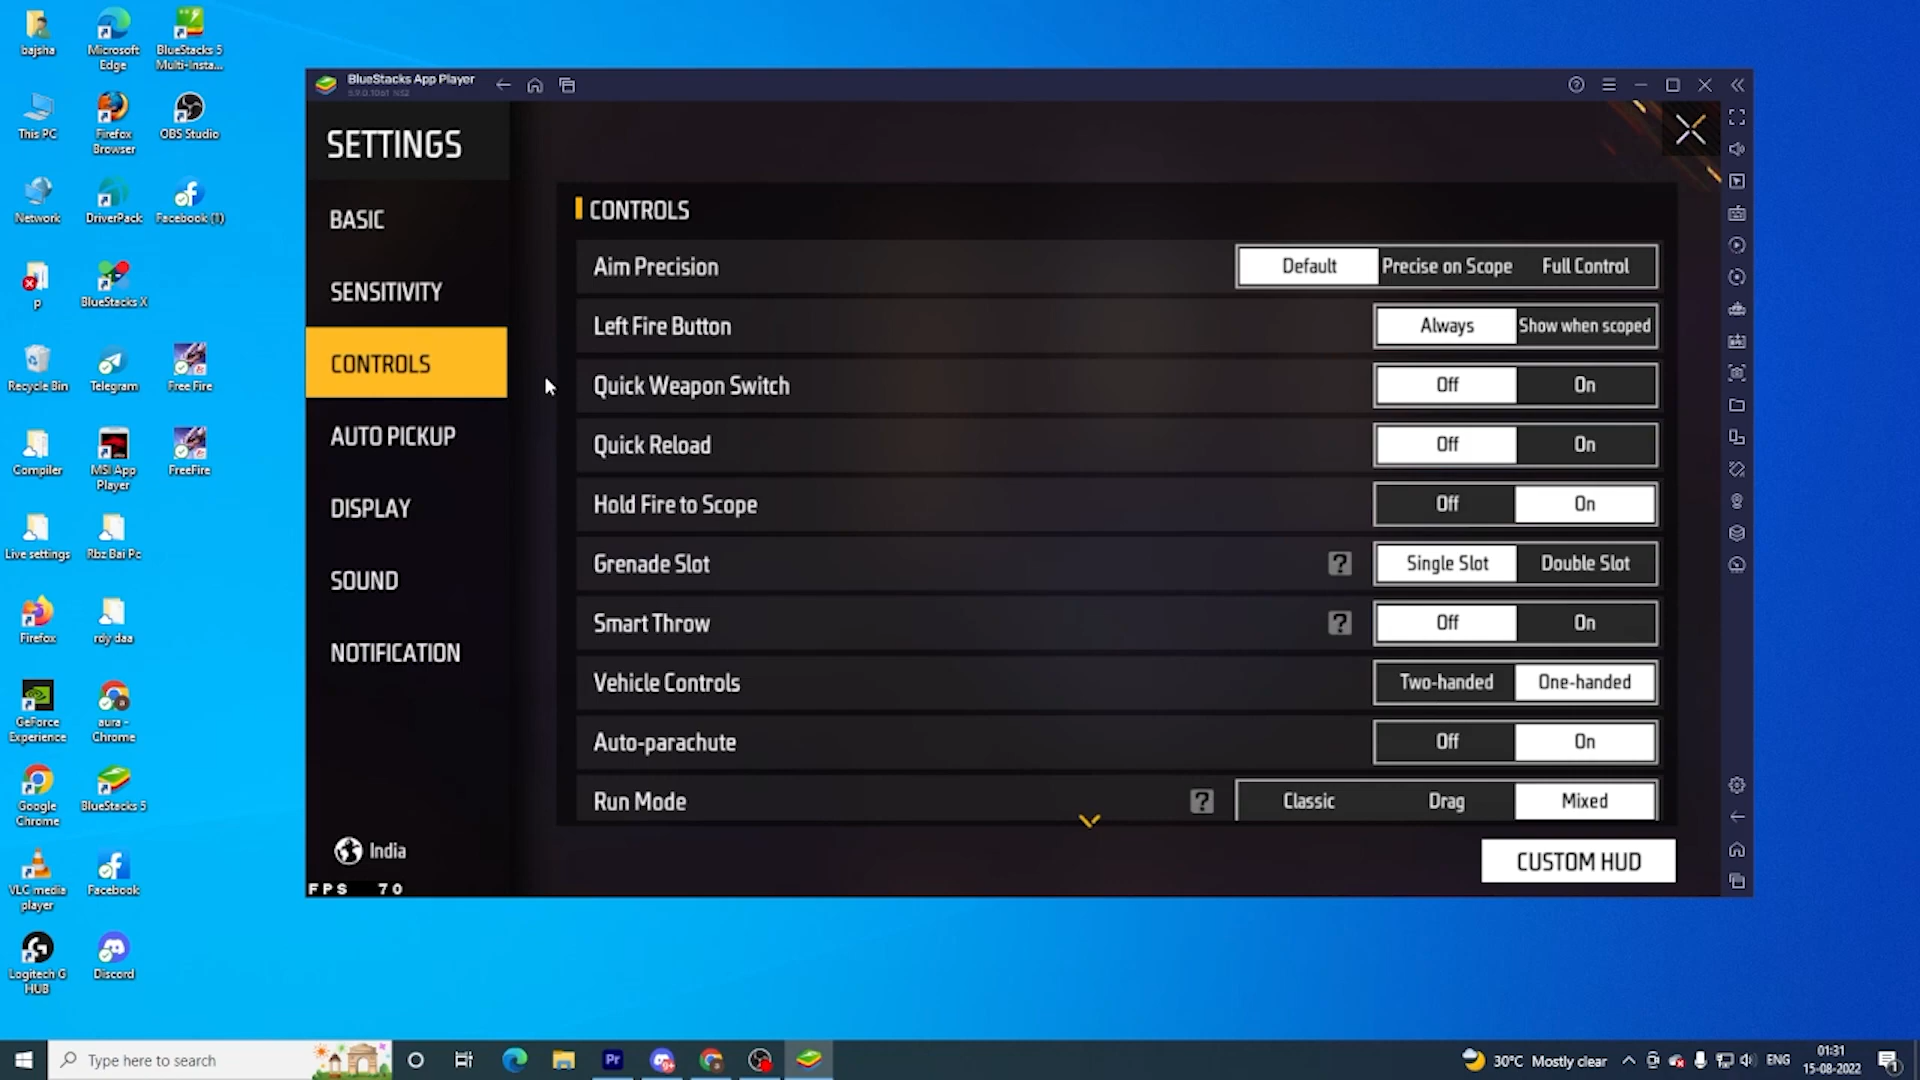 bajsha
Microsoft
Edge
BlueStacks 5
Multi-Insta...
This PC
Firefox
Browser
OBS Studio
Network
DriverPack
Facebook (1)
p
BlueStacks X
Recycle Bin
Telegram
Free Fire
Compiler
MSI App
Player
FreeFire
Live settings
Rbz Bai Pc
Firefox
rdy daa
GeForce
Experience
aura -
Chrome
Google
Chrome
BlueStacks 5
VLC media
player
Facebook
Logitech G
HUB
Discord
BlueStacks App Player
5.9.0.1061 N32
SETTINGS
BASIC
SENSITIVITY
CONTROLS
AUTO PICKUP
DISPLAY
SOUND
NOTIFICATION
India
FPS 70
CONTROLS
Aim Precision
Default Precise on Scope Full Control
Left Fire Button
Always Show when scoped
Quick Weapon Switch
Off On
Quick Reload
Off On
Hold Fire to Scope
Off On
Grenade Slot
? Single Slot Double Slot
Smart Throw
? Off On
Vehicle Controls
Two-handed One-handed
Auto-parachute
Off On
Run Mode
? Classic Drag Mixed
CUSTOM HUD
Type here to search
Pr
30°C Mostly clear
ENG
01:31
15-08-2022